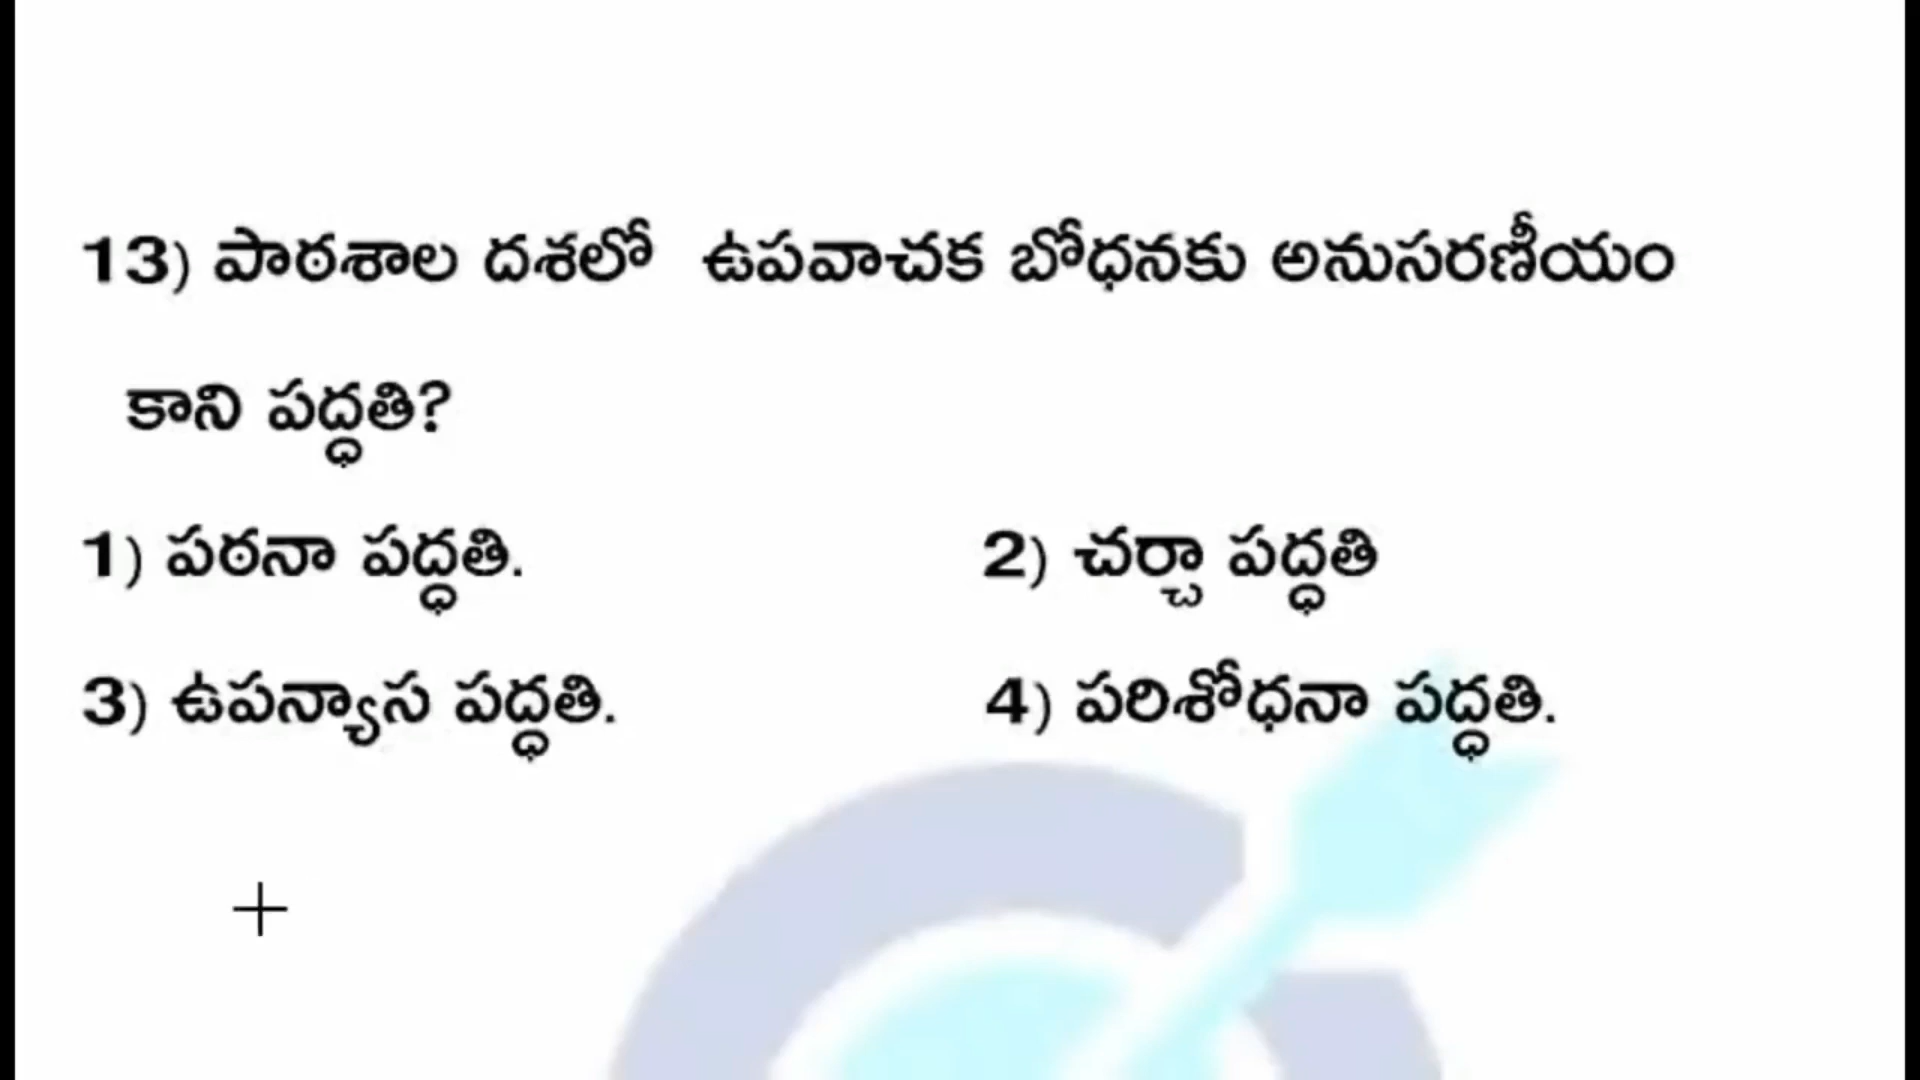 13) పాఠశాల దశలో ఉపవాచక బోధనకు అనుసరణీయం
కాని పద్ధతి?
1) పఠనా పద్ధతి. 2) చర్చా పద్ధతి
3) ఉపన్యాస పద్ధతి. 4) పరిశోధనా పద్ధతి.